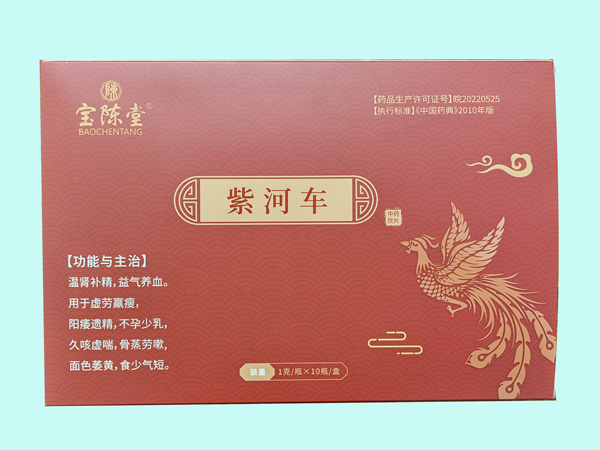 宝陈堂®
BAOCHENTANG
【药品生产许可证号】皖20220525
【执行标准】《中国药典》2010年版
紫河车
中药
饮片
【功能与主治】
温肾补精,益气养血。
用于虚劳羸瘦,
阳痿遗精,不孕少乳,
久咳虚喘,骨蒸劳嗽,
面色萎黄,食少气短。
装量 1克/瓶×10瓶/盒